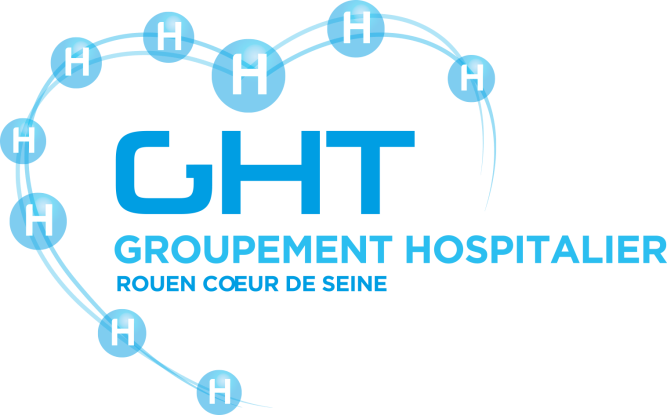 H H H H H H
H
H
H
H
GHT
GROUPEMENT HOSPITALIER
ROUEN CŒUR DE SEINE